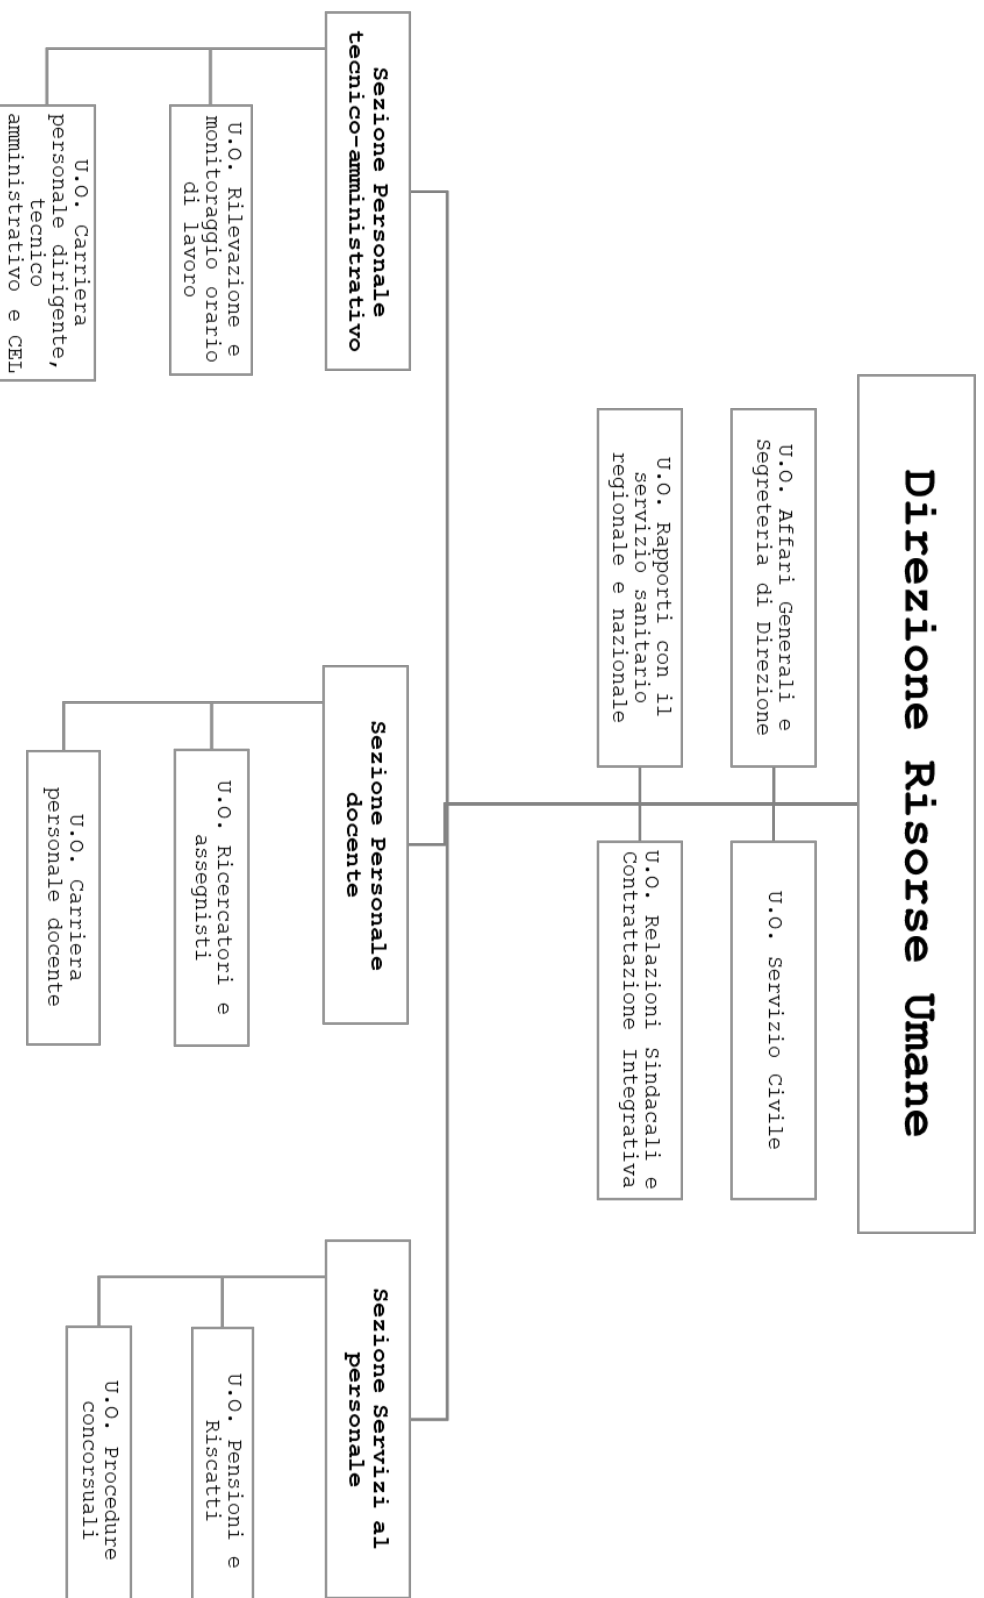 Direzione Risorse Umane
U.O. Affari Generali e
Segreteria di Direzione
U.O. Servizio Civile
U.O. Rapporti con il
servizio sanitario
regionale e nazionale
U.O. Relazioni Sindacali e
Contrattazione Integrativa
Sezione Personale
tecnico-amministrativo
U.O. Rilevazione e
monitoraggio orario
di lavoro
U.O. Carriera
personale dirigente,
tecnico
amministrativo e CEL
Sezione Personale
docente
U.O. Ricercatori e
assegnisti
U.O. Carriera
personale docente
Sezione Servizi al
personale
U.O. Pensioni e
Riscatti
U.O. Procedure
concorsuali